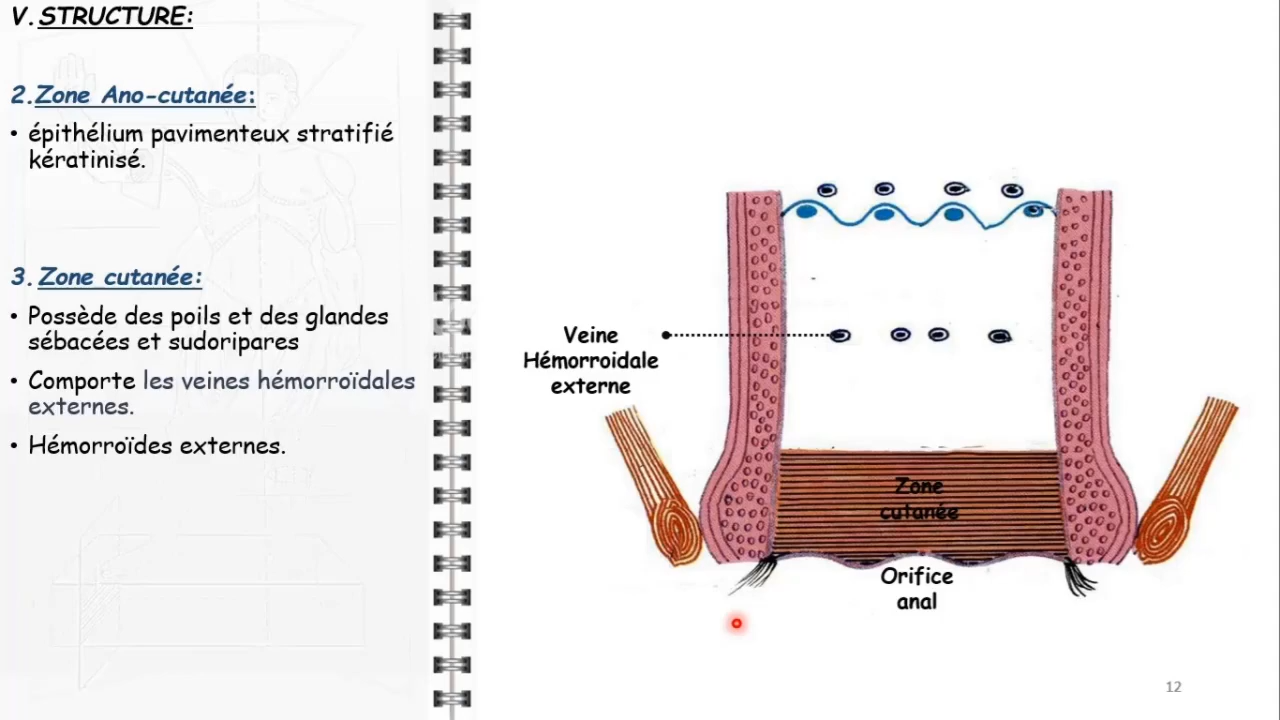 V. STRUCTURE:
2. Zone Ano-cutanée:
• épithélium pavimenteux stratifié
kératinisé.
3. Zone cutanée:
• Possède des poils et des glandes
sébacées et sudoripares
• Comporte les veines hémorroïdales
externes.
• Hémorroïdes externes.
Veine
Hémorroidale
externe
Zone
cutanée
Orifice
anal
12